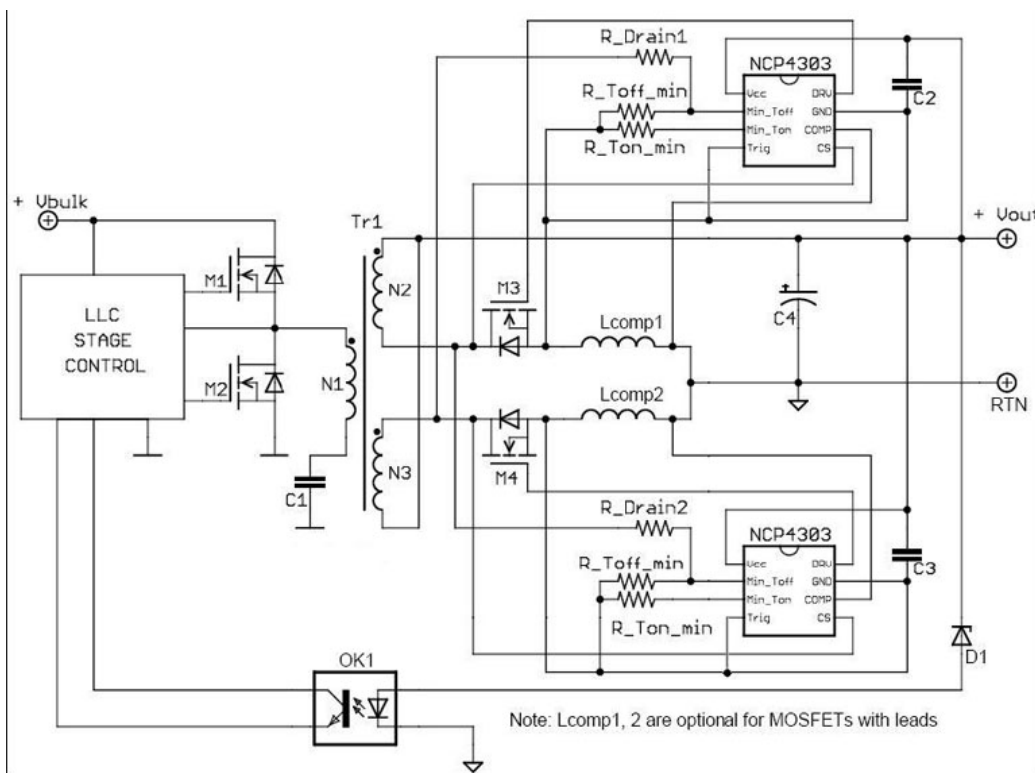 R_Drain1
NCP4303
R_Toff_min
Vcc
DRV
C2
Min_Toff
GND
R_Ton_min
Min_Ton
COMP
Trig
CS
+ Vbulk
Tr1
+ Vout
M1
N2
M3
LLC
STAGE
CONTROL
C4
Lcomp1
M2
N1
Lcomp2
RTN
C1
N3
M4
R_Drain2
NCP4303
R_Toff_min
Vcc
DRV
C3
Min_Toff
GND
Min_Ton
COMP
R_Ton_min
Trig
CS
D1
OK1
Note: Lcomp1, 2 are optional for MOSFETs with leads